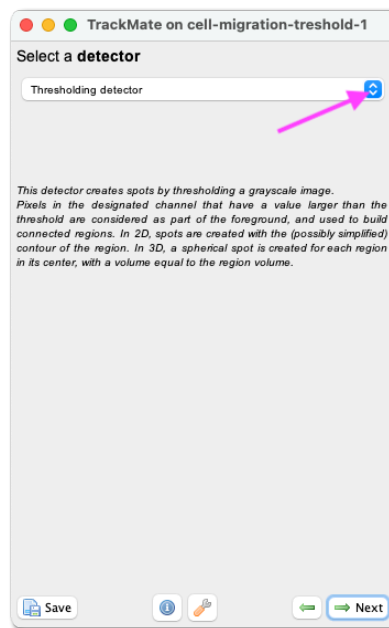 TrackMate on cell-migration-treshold-1
Select a detector
Thresholding detector
This detector creates spots by thresholding a grayscale image.
Pixels in the designated channel that have a value larger than the
threshold are considered as part of the foreground, and used to build
connected regions. In 2D, spots are created with the (possibly simplified)
contour of the region. In 3D, a spherical spot is created for each region
in its center, with a volume equal to the region volume.
Save
Next